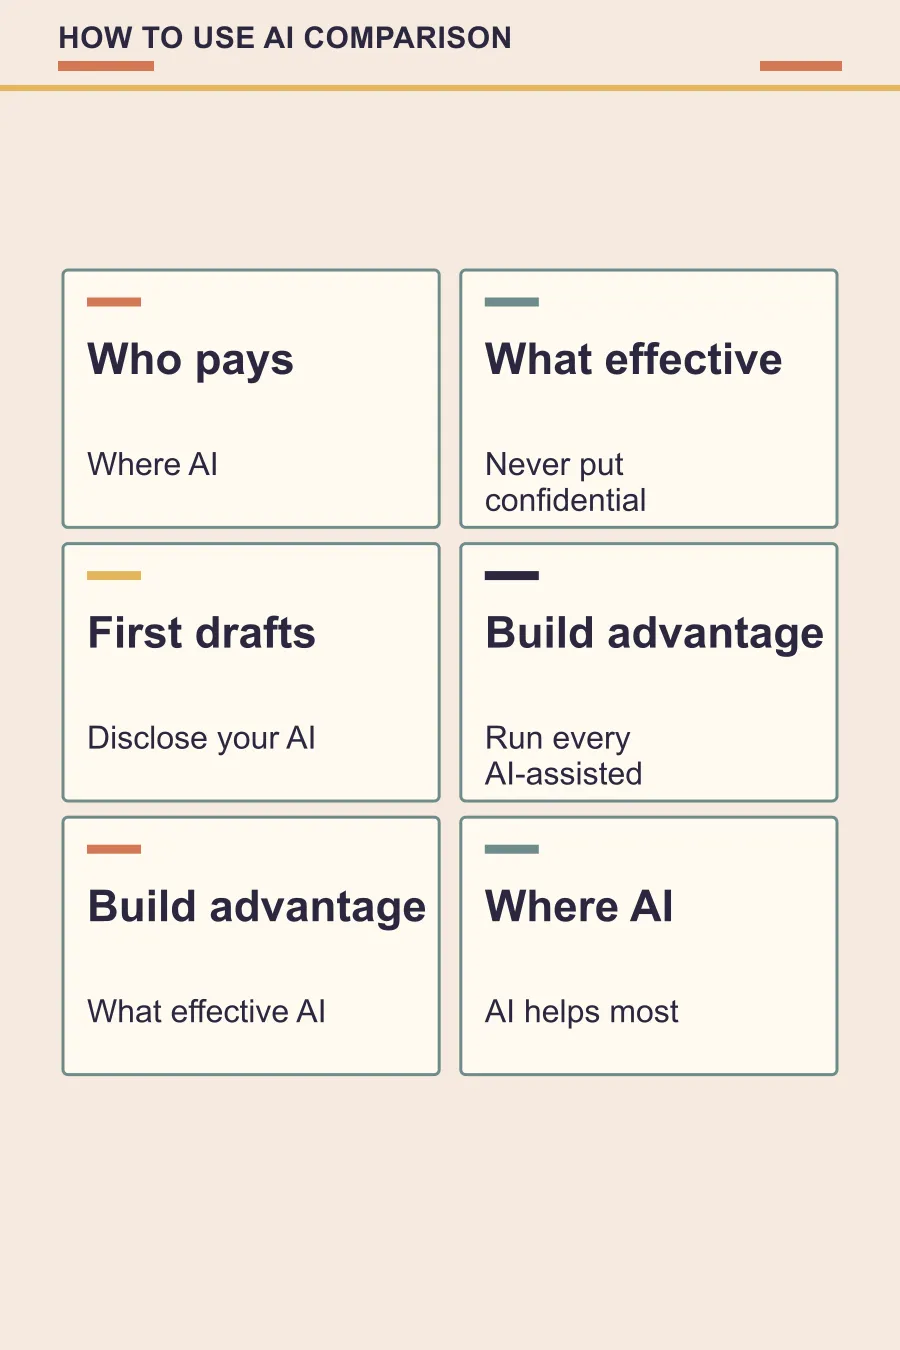 HOW TO USE AI COMPARISON
Who pays
Where AI
What effective
Never put
confidential
First drafts
Disclose your AI
Build advantage
Run every
AI-assisted
Build advantage
What effective AI
Where AI
AI helps most